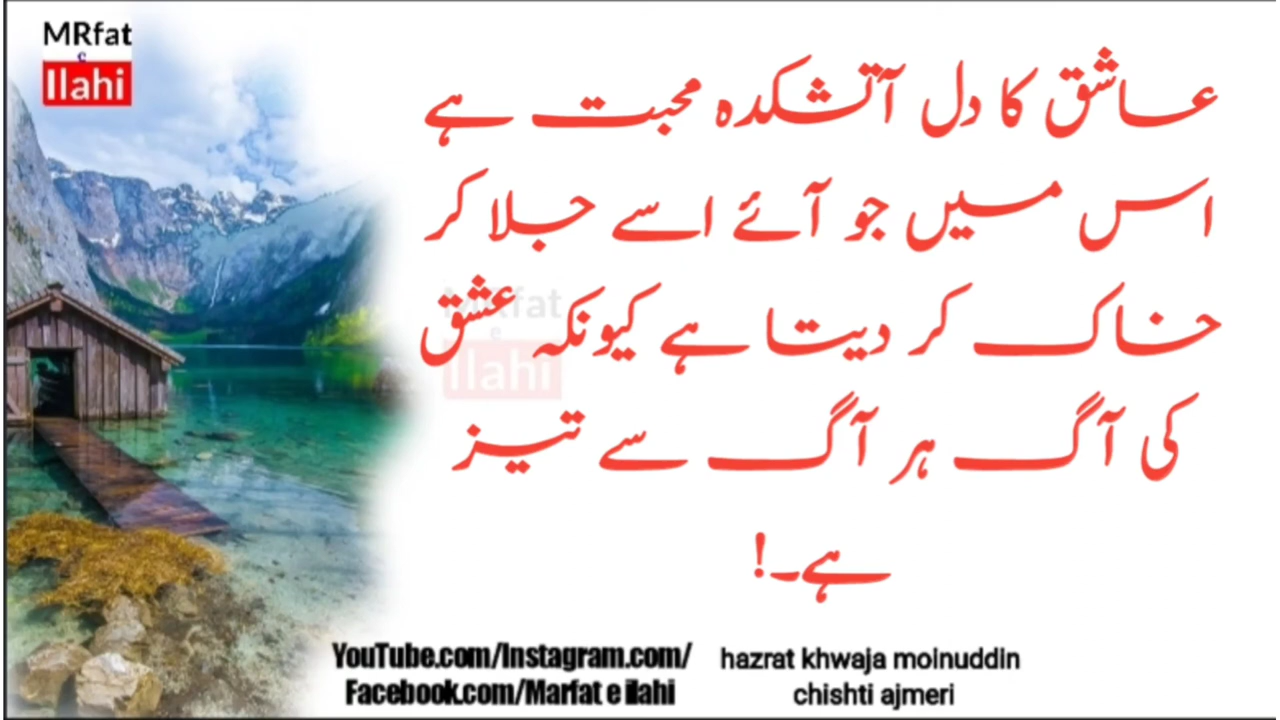 MRfat
e
Ilahi
عاشق کا دل آتشکدہ محبت ہے
اس میں جو آئے اسے جلا کر
خاک کر دیتا ہے کیونکہ عشق
کی آگ ہر آگ سے تیز
ہے۔!
MRfat
e
Ilahi
YouTube.com/Instagram.com/
Facebook.com/Marfat e ilahi
hazrat khwaja moinuddin
chishti ajmeri